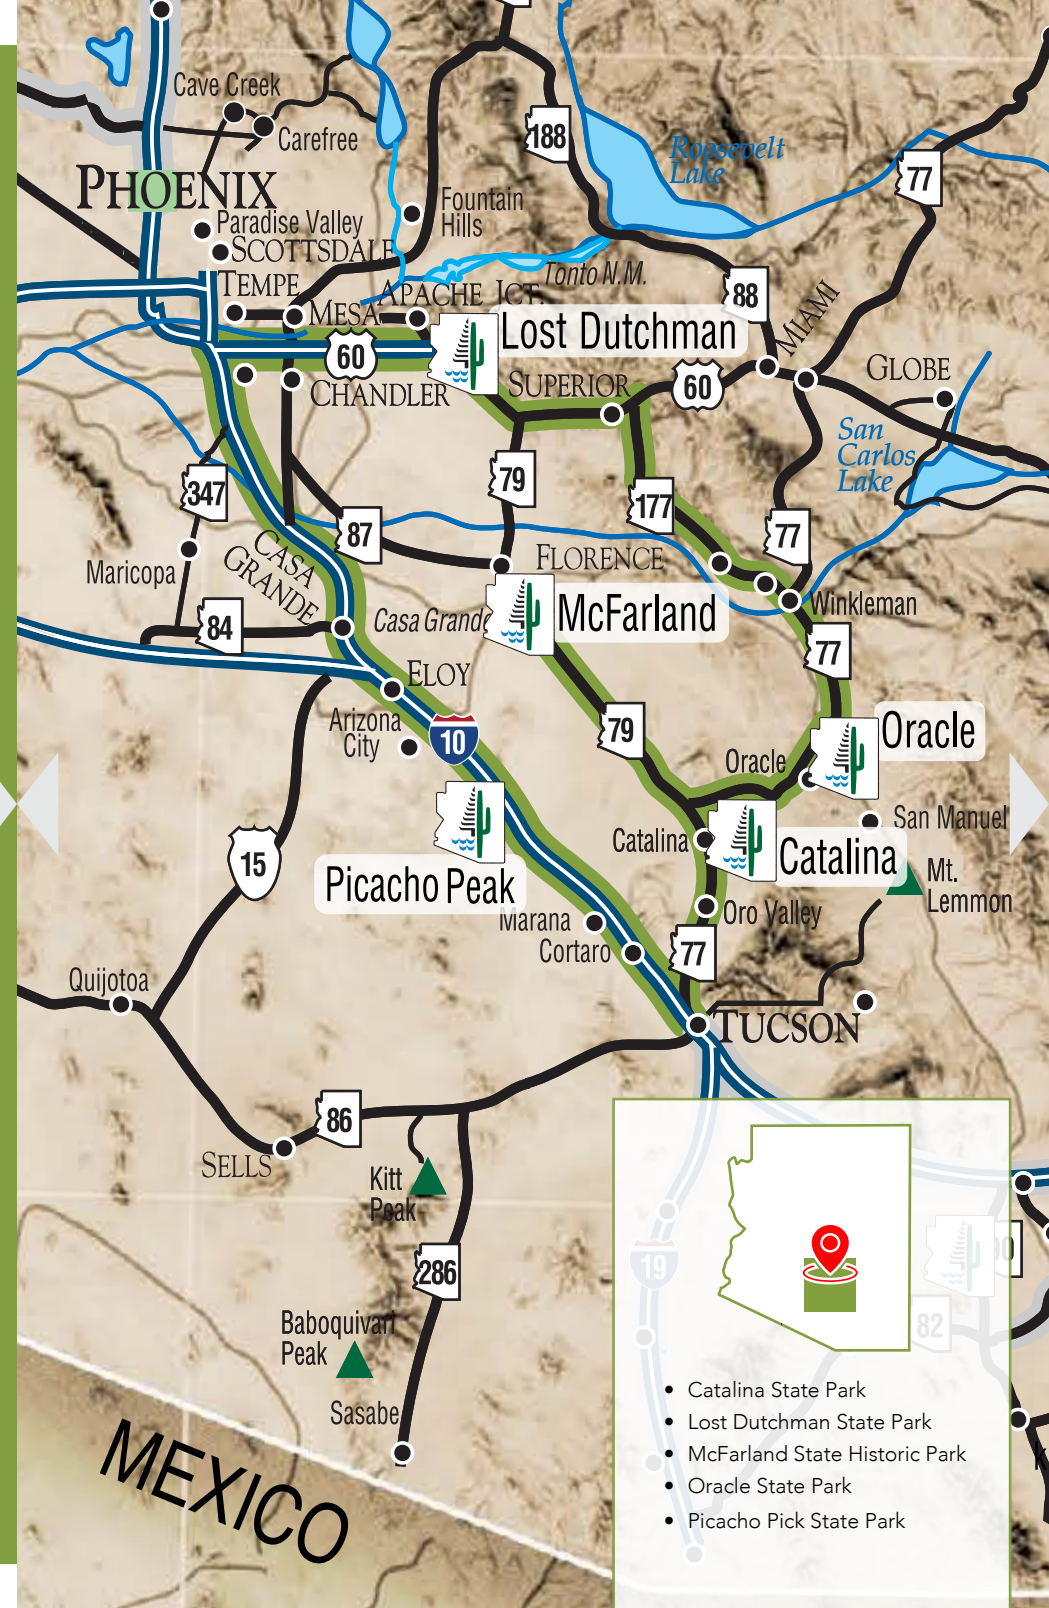 Cave Creek
Carefree
PHOENIX
188
Roosevelt
Lake
77
Fountain
Hills
Paradise Valley
SCOTTSDALE
Tonto N.M.
TEMPE
MESA
APACHE JCT.
88
MIAMI
Lost Dutchman
60
CHANDLER
SUPERIOR
60
GLOBE
San
Carlos
Lake
347
79
177
87
77
CASA
GRANDE
FLORENCE
Maricopa
84
Casa Grande
McFarland
Winkleman
77
ELOY
Arizona
City
10
79
Oracle
Oracle
San Manuel
Catalina
Catalina
Mt.
Lemmon
15
Picacho Peak
Marana
Cortaro
Oro Valley
77
Quijotoa
TUCSON
86
SELLS
Kitt
Peak
286
19
90
82
Baboquivari
Peak
Sasabe
MEXICO
• Catalina State Park
• Lost Dutchman State Park
• McFarland State Historic Park
• Oracle State Park
• Picacho Pick State Park